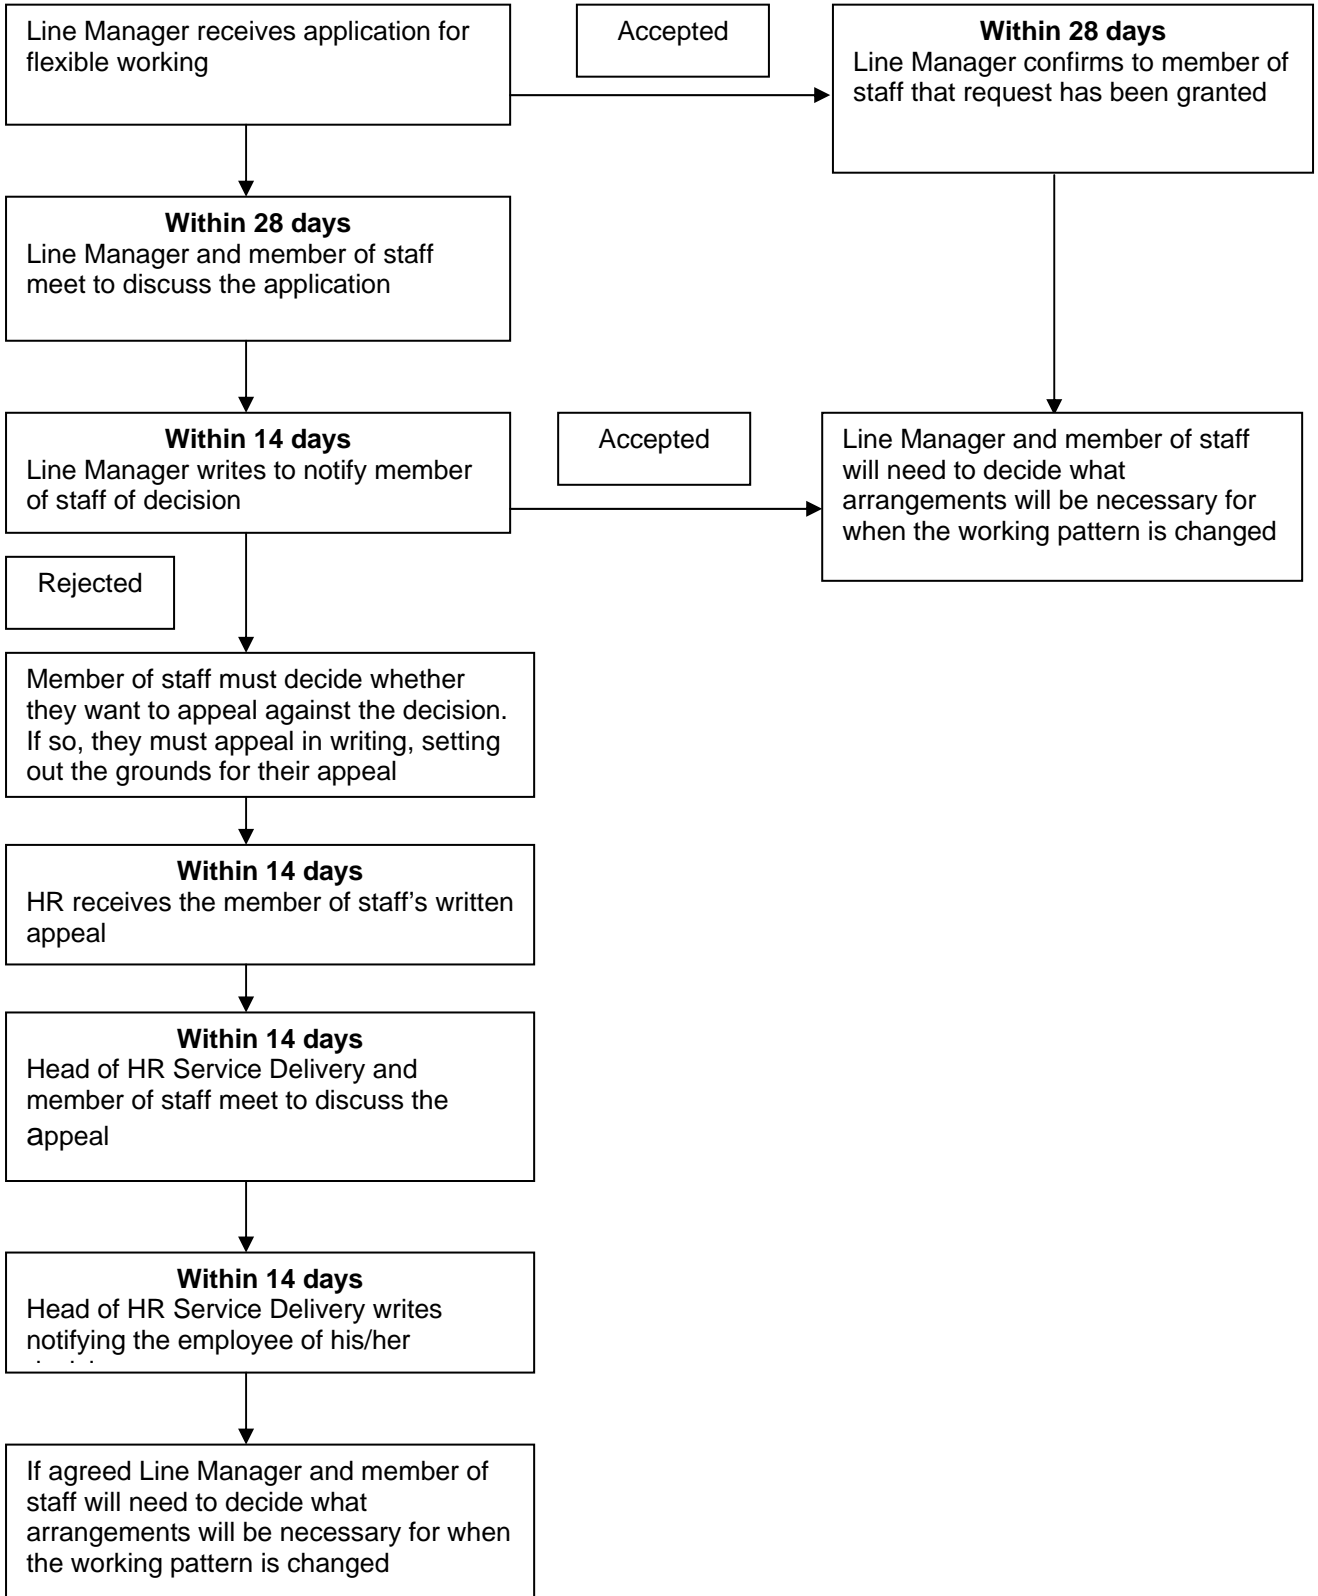 Line Manager receives application for
flexible working
Accepted
Within 28 days
Line Manager confirms to member of
staff that request has been granted
Within 28 days
Line Manager and member of staff
meet to discuss the application
Within 14 days
Line Manager writes to notify member
of staff of decision
Accepted
Line Manager and member of staff
will need to decide what
arrangements will be necessary for
when the working pattern is changed
Rejected
Member of staff must decide whether
they want to appeal against the decision.
If so, they must appeal in writing, setting
out the grounds for their appeal
Within 14 days
HR receives the member of staff’s written
appeal
Within 14 days
Head of HR Service Delivery and
member of staff meet to discuss the
appeal
Within 14 days
Head of HR Service Delivery writes
notifying the employee of his/her
If agreed Line Manager and member of
staff will need to decide what
arrangements will be necessary for when
the working pattern is changed